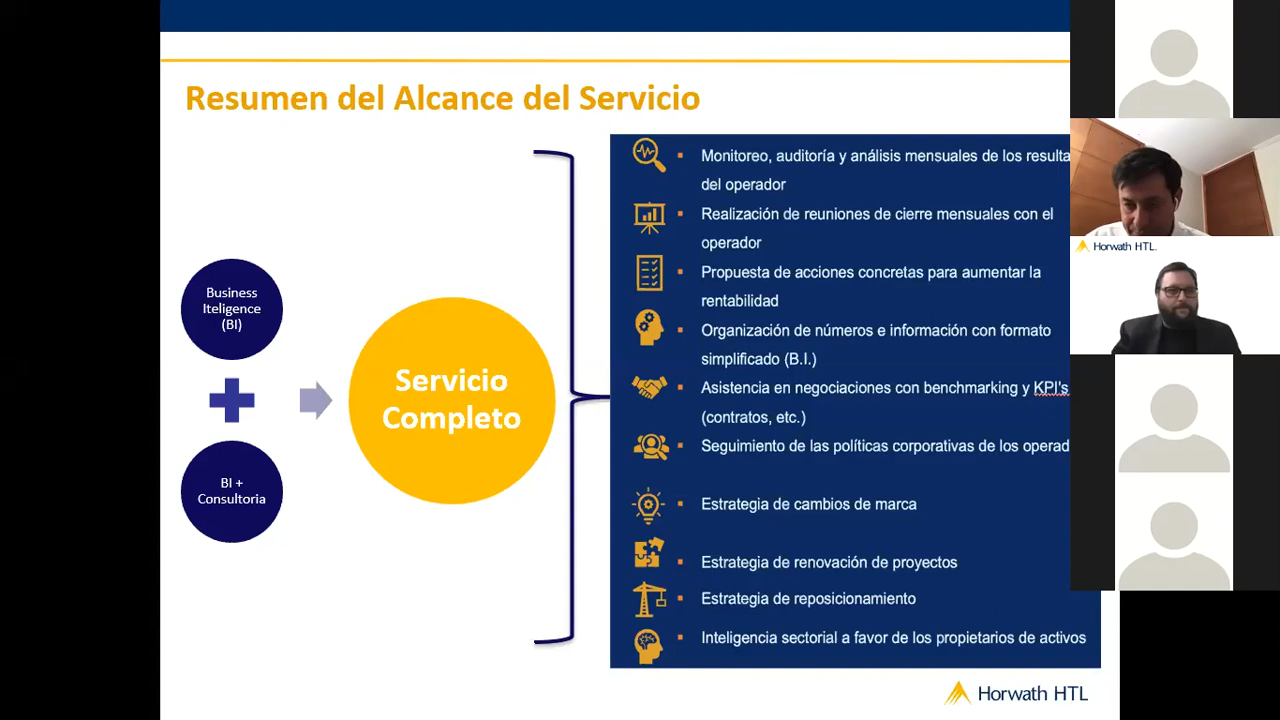 Resumen del Alcance del Servicio
Business
Iteligence
(BI)
BI +
Consultoria
Servicio
Completo
Monitoreo, auditoría y análisis mensuales de los resulta
del operador
Realización de reuniones de cierre mensuales con el
operador
Propuesta de acciones concretas para aumentar la
rentabilidad
Organización de números e información con formato
simplificado (B.I.)
Asistencia en negociaciones con benchmarking y KPI's
(contratos, etc.)
Seguimiento de las políticas corporativas de los operad
Estrategia de cambios de marca
Estrategia de renovación de proyectos
Estrategia de reposicionamiento
Inteligencia sectorial a favor de los propietarios de activos
Horwath HTL
Horwath HTL.